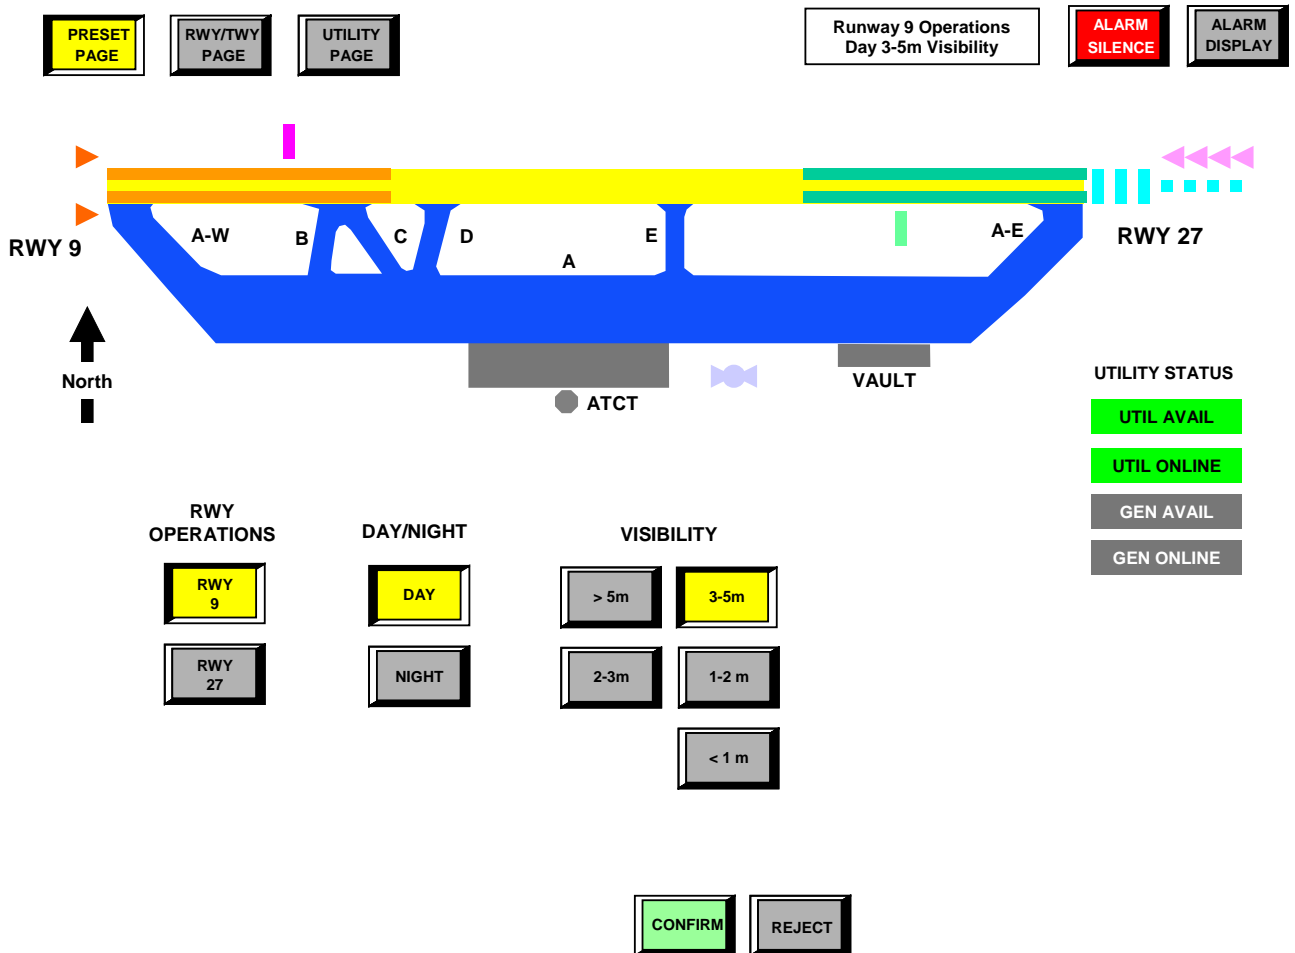 PRESET
PAGE
RWY/TWY
PAGE
UTILITY
PAGE
Runway 9 Operations
Day 3-5m Visibility
ALARM
SILENCE
ALARM
DISPLAY
RWY 9
A-W
B
C
D
A
E
A-E
RWY 27
North
ATCT
VAULT
UTILITY STATUS
UTIL AVAIL
UTIL ONLINE
GEN AVAIL
GEN ONLINE
RWY
OPERATIONS
RWY
9
RWY
27
DAY/NIGHT
DAY
NIGHT
VISIBILITY
> 5m
3-5m
2-3m
1-2 m
< 1 m
CONFIRM
REJECT